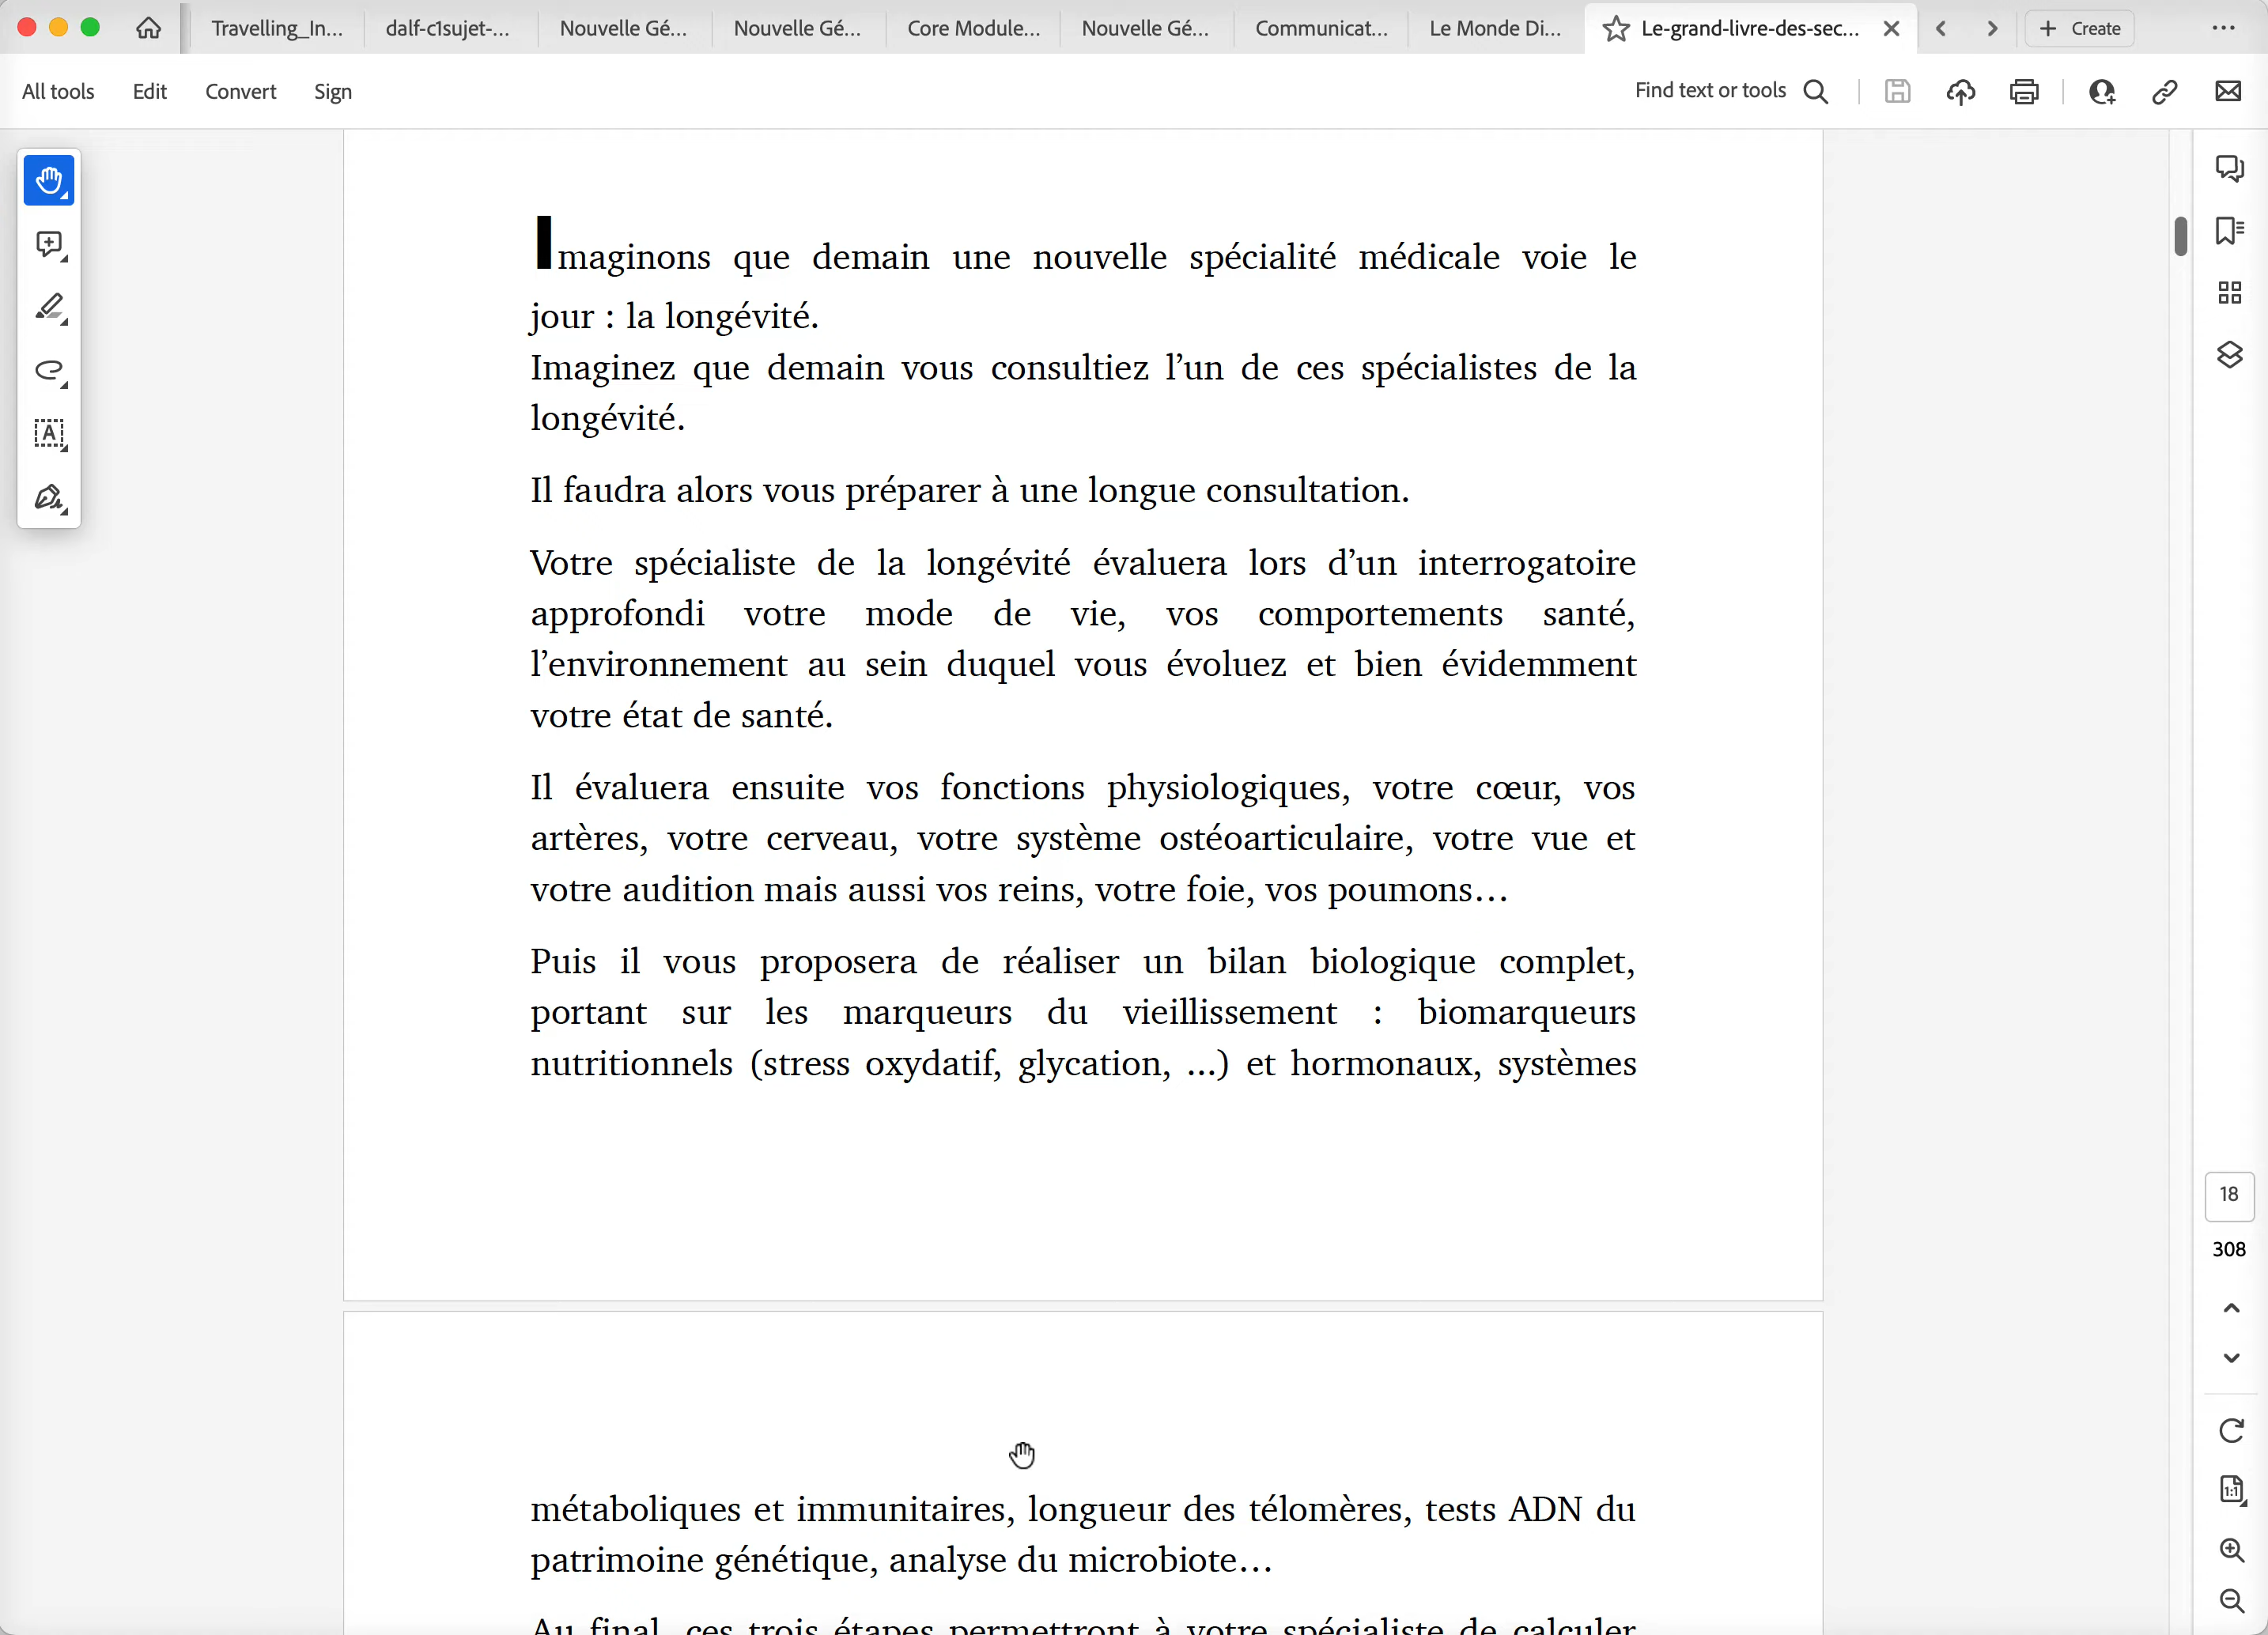 Travelling_In... dalf-c1sujet-... Nouvelle Gé... Nouvelle Gé... Core Module... Nouvelle Gé... Communicat... Le Monde Di... Le-grand-livre-des-sec... Create
All tools Edit Convert Sign Find text or tools
Imaginons que demain une nouvelle spécialité médicale voie le
jour : la longévité.
Imaginez que demain vous consultiez l’un de ces spécialistes de la
longévité.
Il faudra alors vous préparer à une longue consultation.
Votre spécialiste de la longévité évaluera lors d’un interrogatoire
approfondi votre mode de vie, vos comportements santé,
l’environnement au sein duquel vous évoluez et bien évidemment
votre état de santé.
Il évaluera ensuite vos fonctions physiologiques, votre cœur, vos
artères, votre cerveau, votre système ostéoarticulaire, votre vue et
votre audition mais aussi vos reins, votre foie, vos poumons…
Puis il vous proposera de réaliser un bilan biologique complet,
portant sur les marqueurs du vieillissement : biomarqueurs
nutritionnels (stress oxydatif, glycation, ...) et hormonaux, systèmes
18
308
métaboliques et immunitaires, longueur des télomères, tests ADN du
patrimoine génétique, analyse du microbiote…
Au final, ces trois étapes permettront à votre spécialiste de calculer